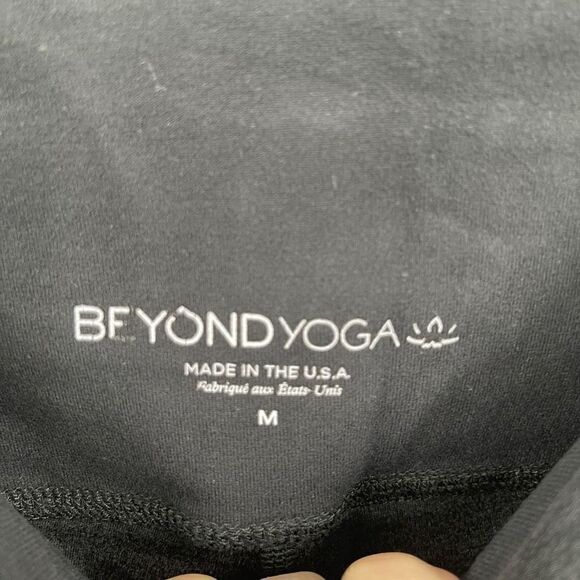 BEYOND YOGA
MADE IN THE U.S.A.
Fabriqué aux États-Unis
M